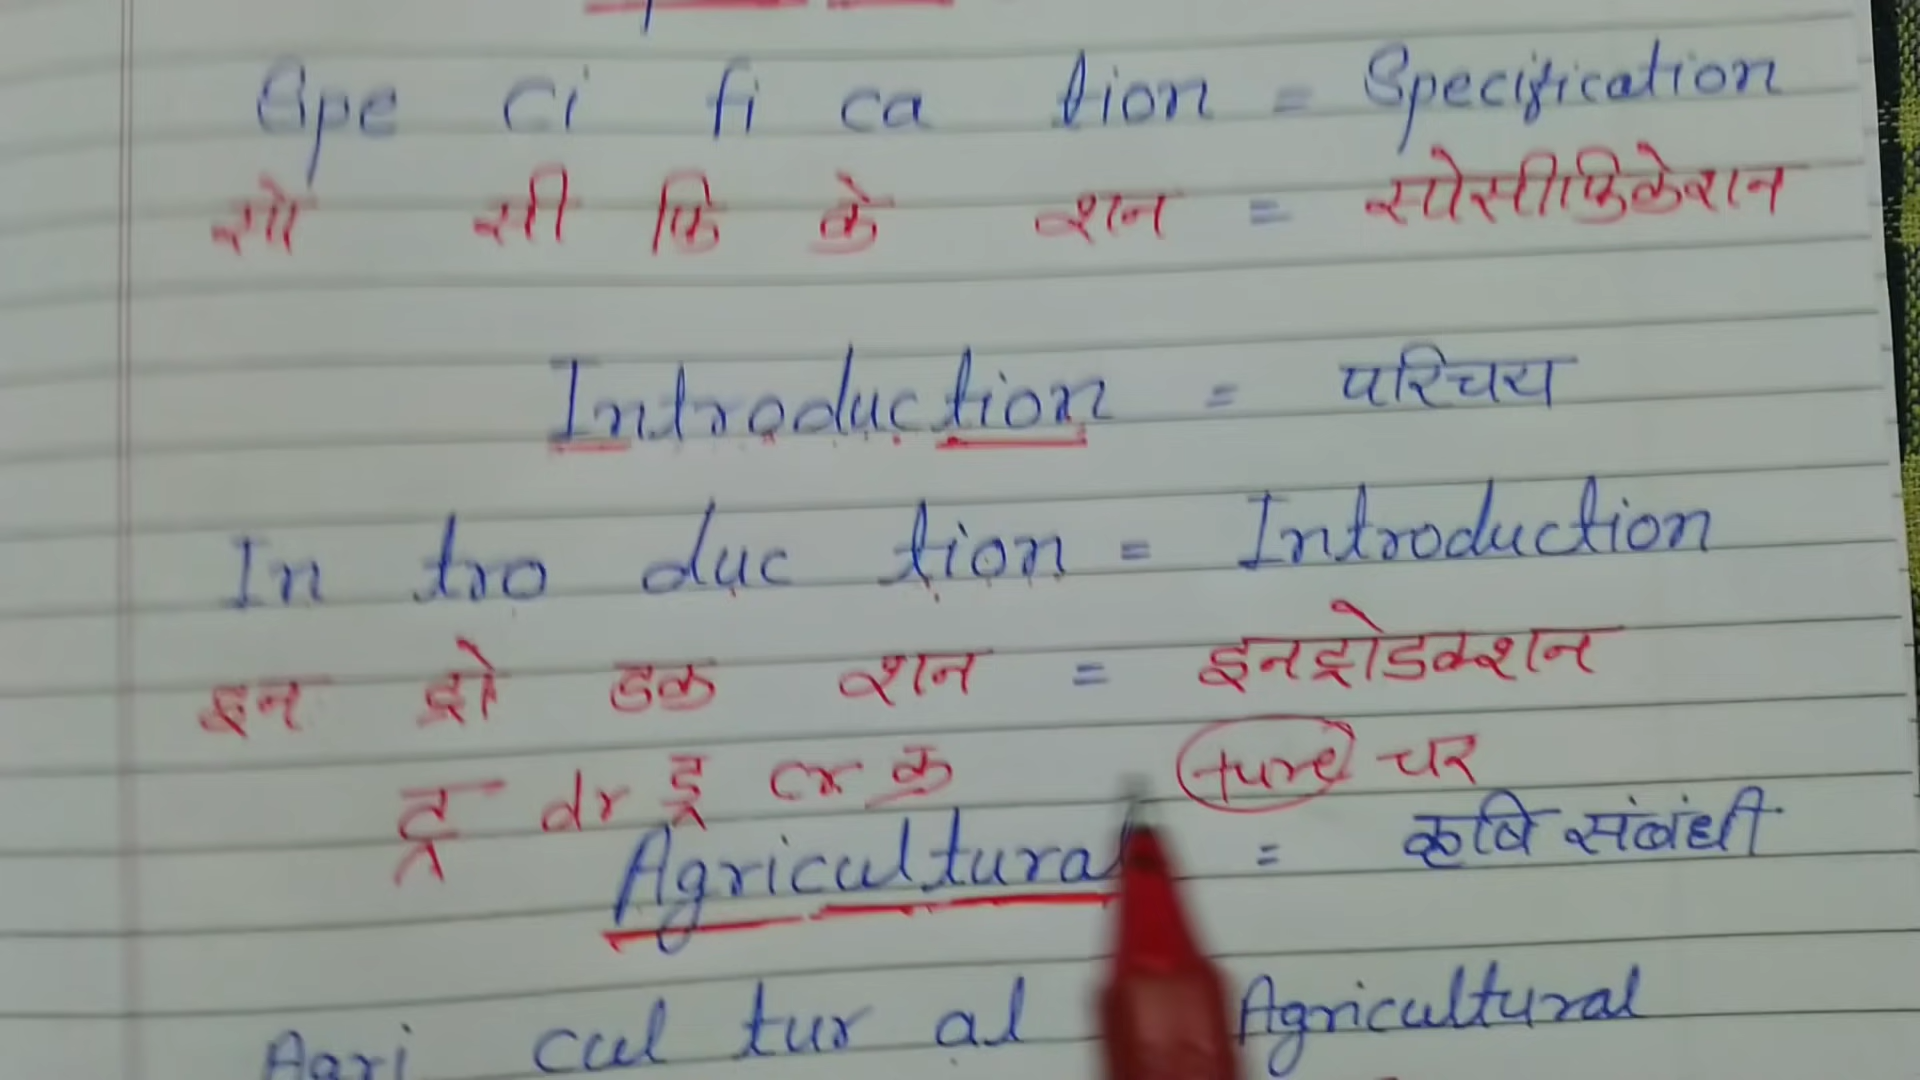 Spe ci fi ca tion = Specification
स्पे सी फि के शन = स्पेसीफिकेशन
Introduction = परिचय
In tro duc tion = Introduction
इन ट्रो डक शन = इनट्रोडक्शन
ट्र dr ड्र cr क्र ture चर
Agricultural = कृषि संबंधी
Agri cul tur al Agricultural